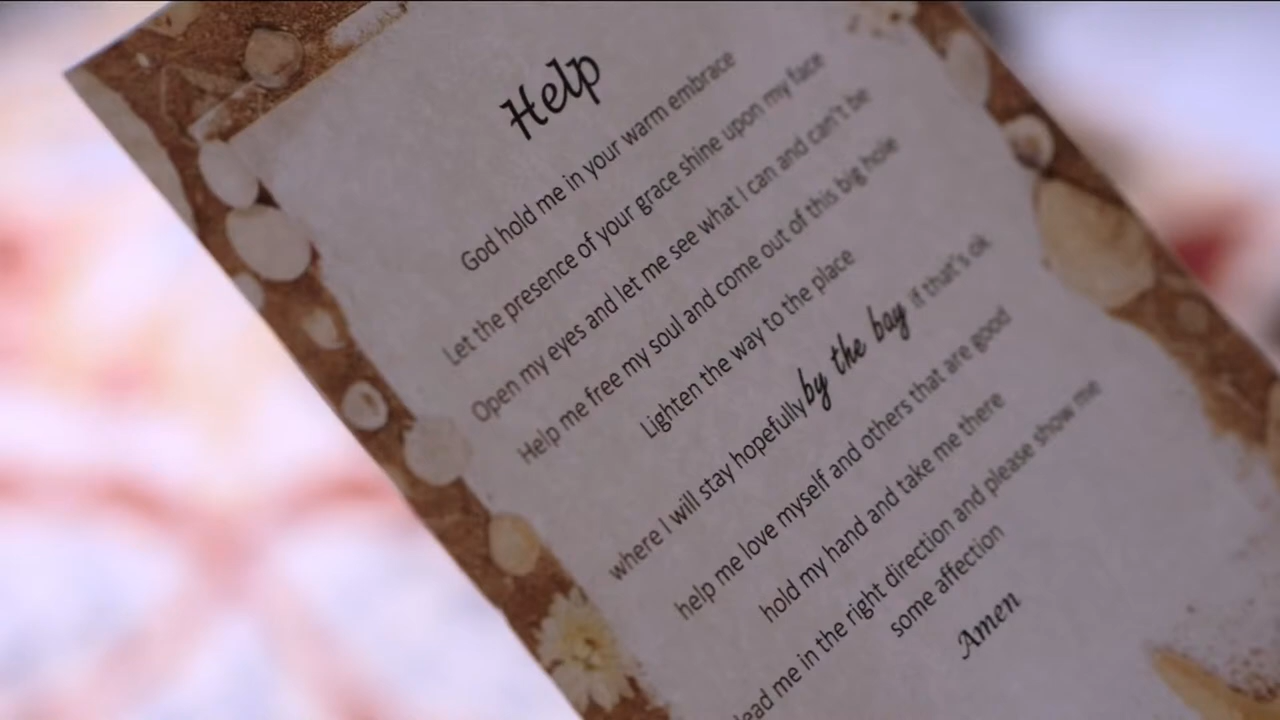 Help
God hold me in your warm embrace
Let the presence of your grace shine upon my face
Open my eyes and let me see what I can and can't be
Help me free my soul and come out of this big hole
Lighten the way to the place
where I will stay hopefully by the bay if that's ok
help me love myself and others that are good
hold my hand and take me there
lead me in the right direction and please show me
some affection
Amen